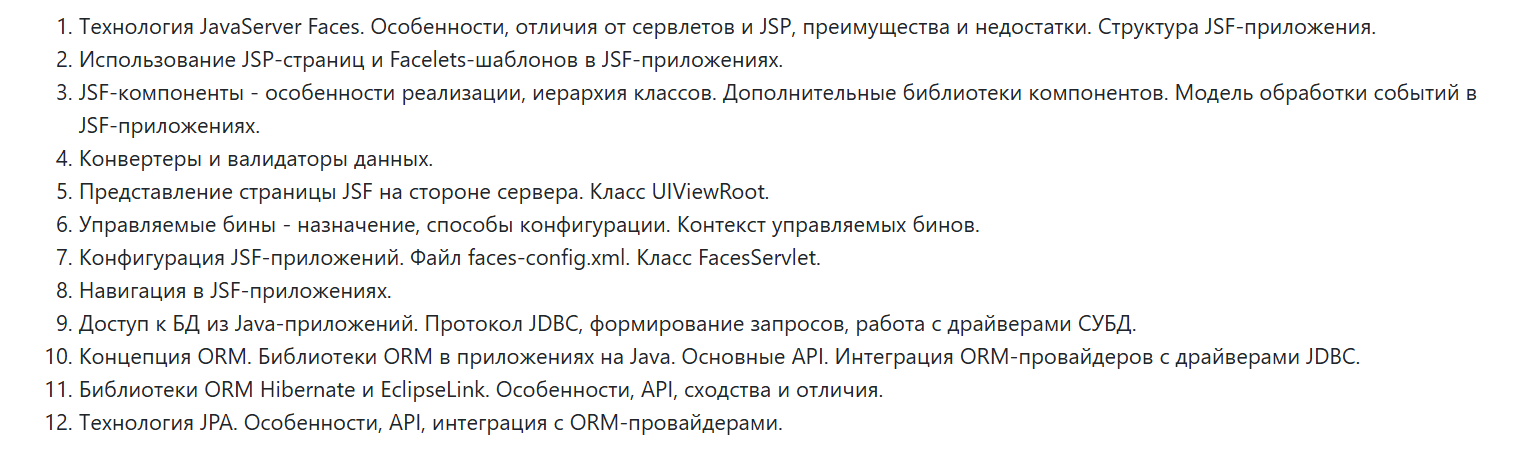 1. Технология JavaServer Faces. Особенности, отличия от сервлетов и JSP, преимущества и недостатки. Структура JSF-приложения.
2. Использование JSP-страниц и Facelets-шаблонов в JSF-приложениях.
3. JSF-компоненты - особенности реализации, иерархия классов. Дополнительные библиотеки компонентов. Модель обработки событий в
JSF-приложениях.
4. Конвертеры и валидаторы данных.
5. Представление страницы JSF на стороне сервера. Класс UIViewRoot.
6. Управляемые бины - назначение, способы конфигурации. Контекст управляемых бинов.
7. Конфигурация JSF-приложений. Файл faces-config.xml. Класс FacesServlet.
8. Навигация в JSF-приложениях.
9. Доступ к БД из Java-приложений. Протокол JDBC, формирование запросов, работа с драйверами СУБД.
10. Концепция ORM. Библиотеки ORM в приложениях на Java. Основные API. Интеграция ORM-провайдеров с драйверами JDBC.
11. Библиотеки ORM Hibernate и EclipseLink. Особенности, API, сходства и отличия.
12. Технология JPA. Особенности, API, интеграция с ORM-провайдерами.